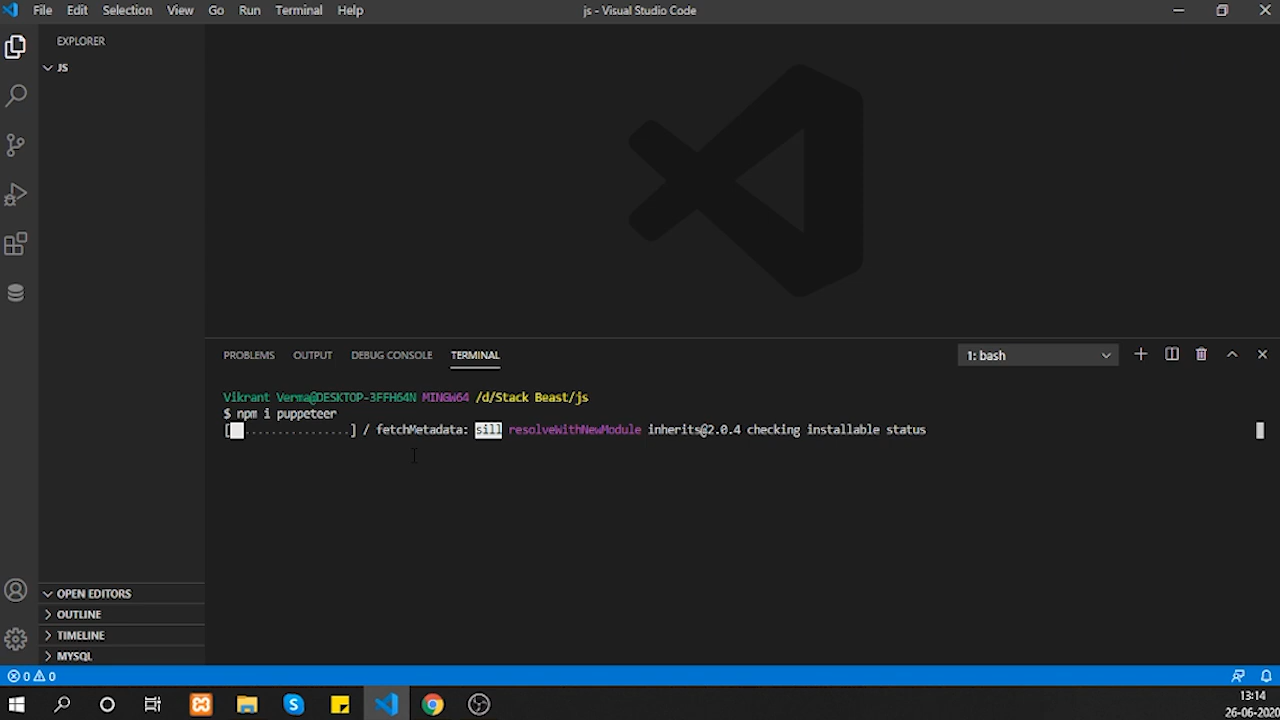 File Edit Selection View Go Run Terminal Help
js - Visual Studio Code
EXPLORER
JS
OPEN EDITORS
OUTLINE
TIMELINE
MYSQL
PROBLEMS OUTPUT DEBUG CONSOLE TERMINAL
1: bash
Vikrant Verma@DESKTOP-3FFH64N MINGW64 /d/Stack Beast/js
$ npm i puppeteer
[ ................] / fetchMetadata: sill resolveWithNewModule inherits@2.0.4 checking installable status
0 0
13:14
26-06-2020